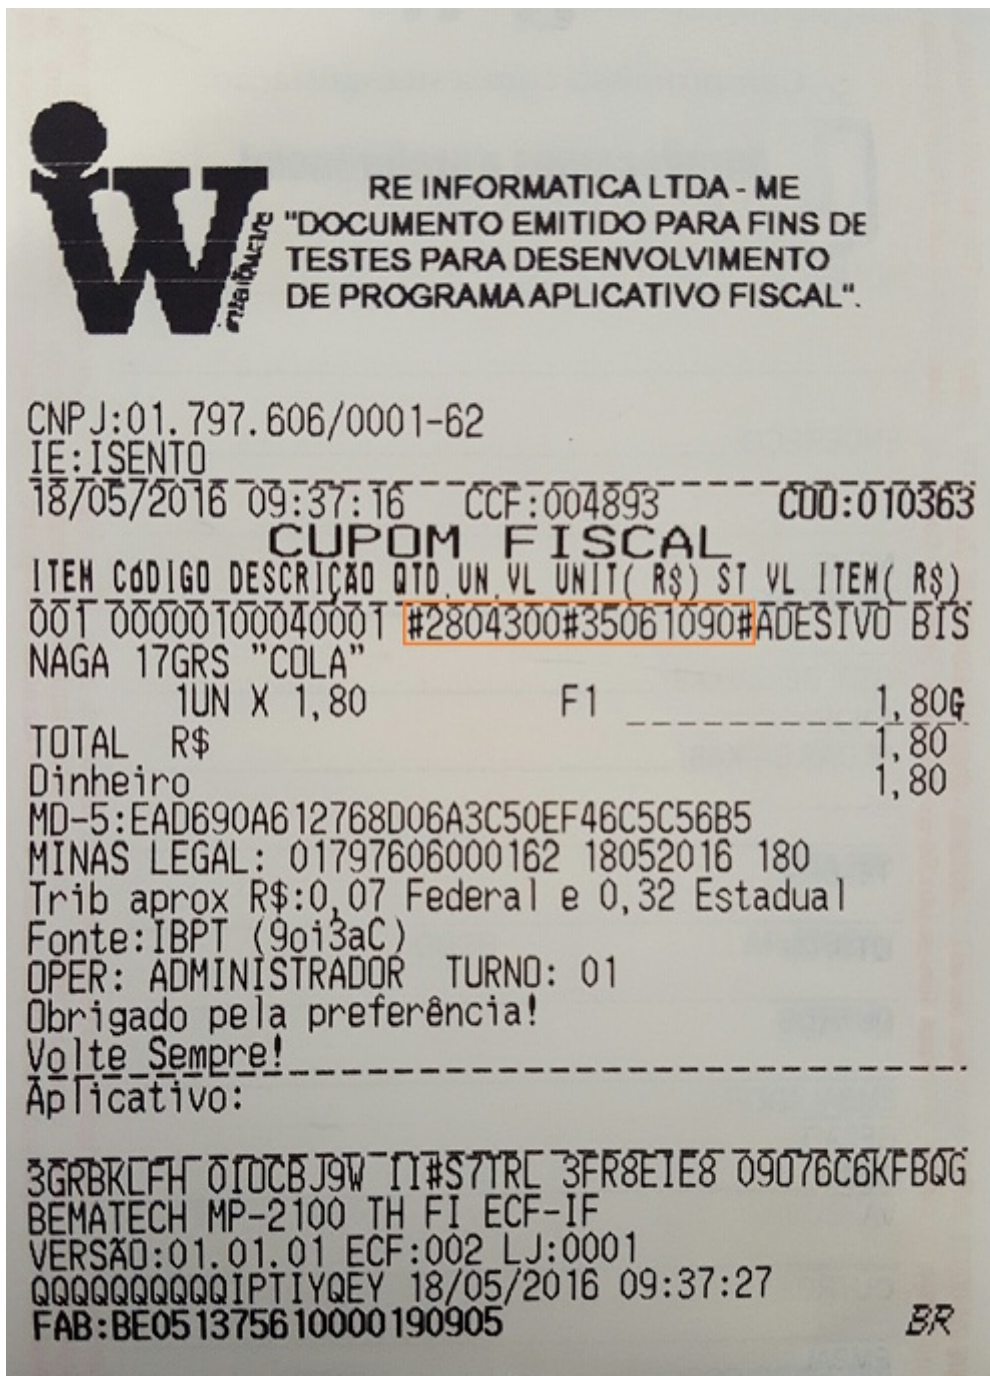 iW
intelliware
RE INFORMATICA LTDA - ME
"DOCUMENTO EMITIDO PARA FINS DE
TESTES PARA DESENVOLVIMENTO
DE PROGRAMA APLICATIVO FISCAL".
CNPJ:01.797.606/0001-62
IE:ISENTO
18/05/2016 09:37:16 CCF:004893 COO:010363
CUPOM FISCAL
ITEM CÓDIGO DESCRIÇÃO QTD.UN.VL UNIT( R$) ST VL ITEM( R$)
001 00000100040001 #2804300#35061090#ADESIVO BIS
NAGA 17GRS "COLA"
1UN X 1,80 F1 1,80G
TOTAL R$ 1,80
Dinheiro 1,80
MD-5:EAD690A612768D06A3C50EF46C5C56B5
MINAS LEGAL: 01797606000162 18052016 180
Trib aprox R$:0,07 Federal e 0,32 Estadual
Fonte:IBPT (9oi3aC)
OPER: ADMINISTRADOR TURNO: 01
Obrigado pela preferência!
Volte Sempre!
Aplicativo:
3GRBKLFH OIOCBJ9W II#S7TRL 3FR8EIE8 09076C6KFBQG
BEMATECH MP-2100 TH FI ECF-IF
VERSÃO:01.01.01 ECF:002 LJ:0001
QQQQQQQQQQIPTIYQEY 18/05/2016 09:37:27
FAB:BE051375610000190905 BR